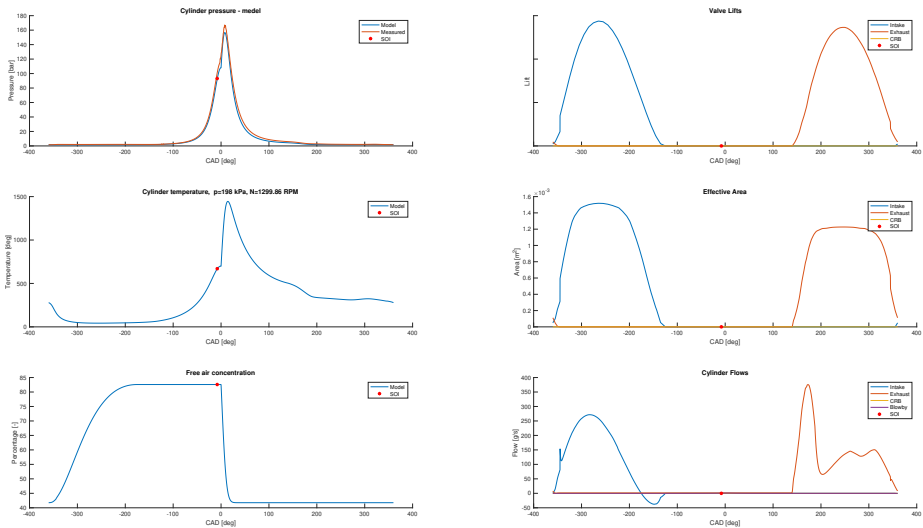 Cylinder pressure - medel
180
160
140
120
100
80
60
40
20
0
Pressure [bar]
-400 -300 -200 -100 0 100 200 300 400
CAD [deg]
Model
Measured
SOI
Valve Lifts
Lift
-400 -300 -200 -100 0 100 200 300 400
CAD [deg]
Intake
Exhaust
CRB
SOI
Cylinder temperature, p=198 kPa, N=1299.86 RPM
1500
1000
500
0
Temperature [deg]
-400 -300 -200 -100 0 100 200 300 400
CAD [deg]
Model
SOI
Effective Area
×10⁻³
1.6
1.4
1.2
1
0.8
0.6
0.4
0.2
0
Area [m²]
-400 -300 -200 -100 0 100 200 300 400
CAD [deg]
Intake
Exhaust
CRB
SOI
Free air concentration
85
80
75
70
65
60
55
50
45
40
Percentage [-]
-400 -300 -200 -100 0 100 200 300 400
CAD [deg]
Model
SOI
Cylinder Flows
400
350
300
250
200
150
100
50
0
-50
Flow [g/s]
-400 -300 -200 -100 0 100 200 300 400
CAD [deg]
Intake
Exhaust
CRB
Blowby
SOI